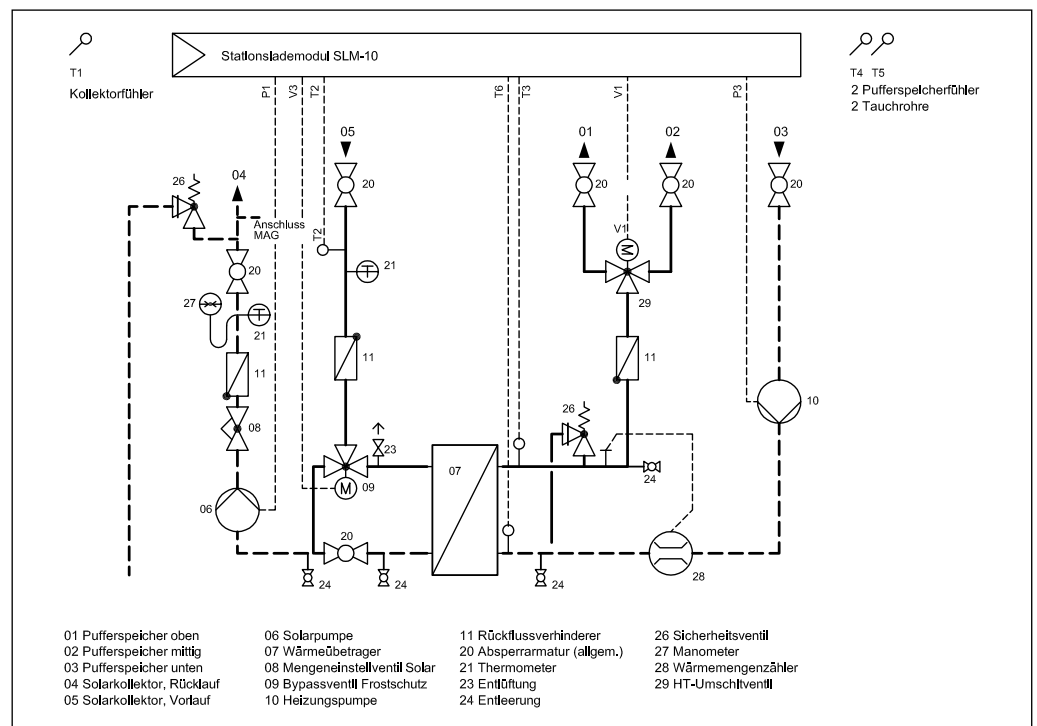 Stationslademodul SLM-10
T1
Kollektorfühler
T4 T5
2 Pufferspeicherfühler
2 Tauchrohre
P1
V3
T2
T6
T3
V1
P3
05
01
02
03
26
04
20
20
20
20
Anschluss
MAG
T2
V1
M
20
27
T
21
T
21
29
11
11
11
10
08
26
23
07
24
M
09
06
20
28
24
24
24
01 Pufferspeicher oben
02 Pufferspeicher mittig
03 Pufferspeicher unten
04 Solarkollektor, Rücklauf
05 Solarkollektor, Vorlauf
06 Solarpumpe
07 Wärmeübetrager
08 Mengeneinstellventil Solar
09 Bypassventil Frostschutz
10 Heizungspumpe
11 Rückflussverhinderer
20 Absperrarmatur (allgem.)
21 Thermometer
23 Entlüftung
24 Entleerung
26 Sicherheitsventil
27 Manometer
28 Wärmemengenzähler
29 HT-Umschltventil